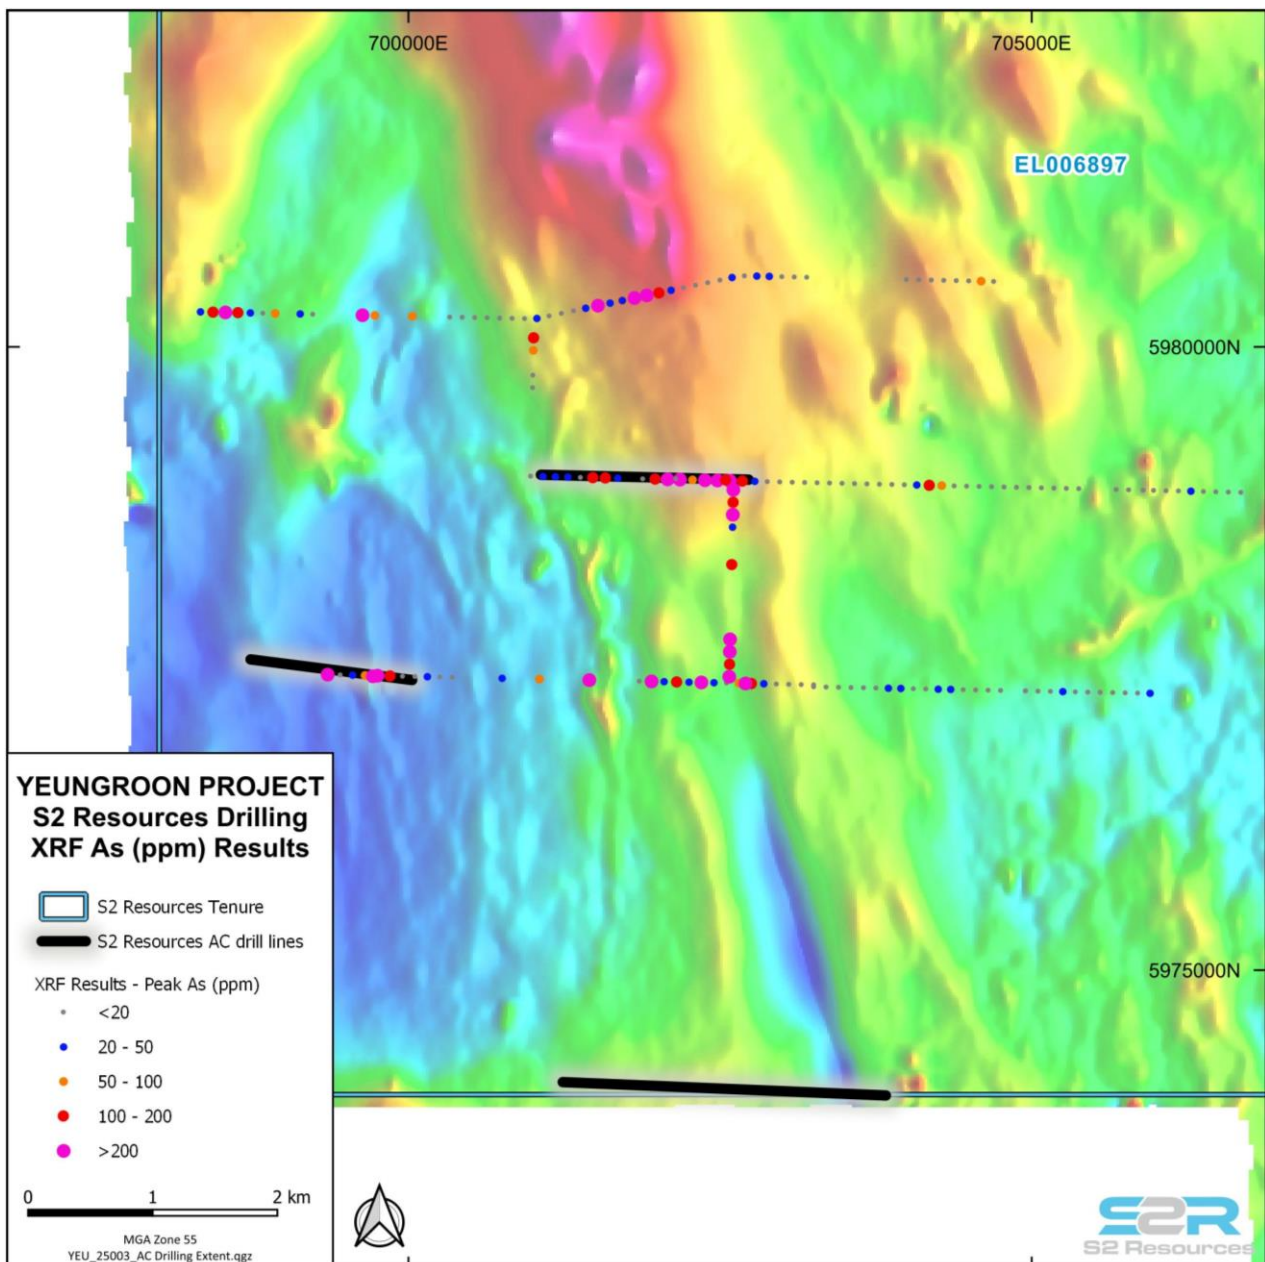 700000E
705000E
EL006897
5980000N
5975000N
YEUNGROON PROJECT
S2 Resources Drilling
XRF As (ppm) Results
S2 Resources Tenure
S2 Resources AC drill lines
XRF Results - Peak As (ppm)
<20
20 - 50
50 - 100
100 - 200
>200
0 1 2 km
MGA Zone 55
YEU_25003_AC Drilling Extent.qgz
S2R
S2 Resources